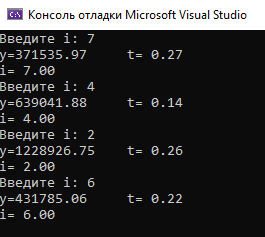 Консоль отладки Microsoft Visual Studio
Введите i: 7
y=371535.97     t= 0.27
i= 7.00
Введите i: 4
y=639041.88     t= 0.14
i= 4.00
Введите i: 2
y=1228926.75    t= 0.26
i= 2.00
Введите i: 6
y=431785.06     t= 0.22
i= 6.00